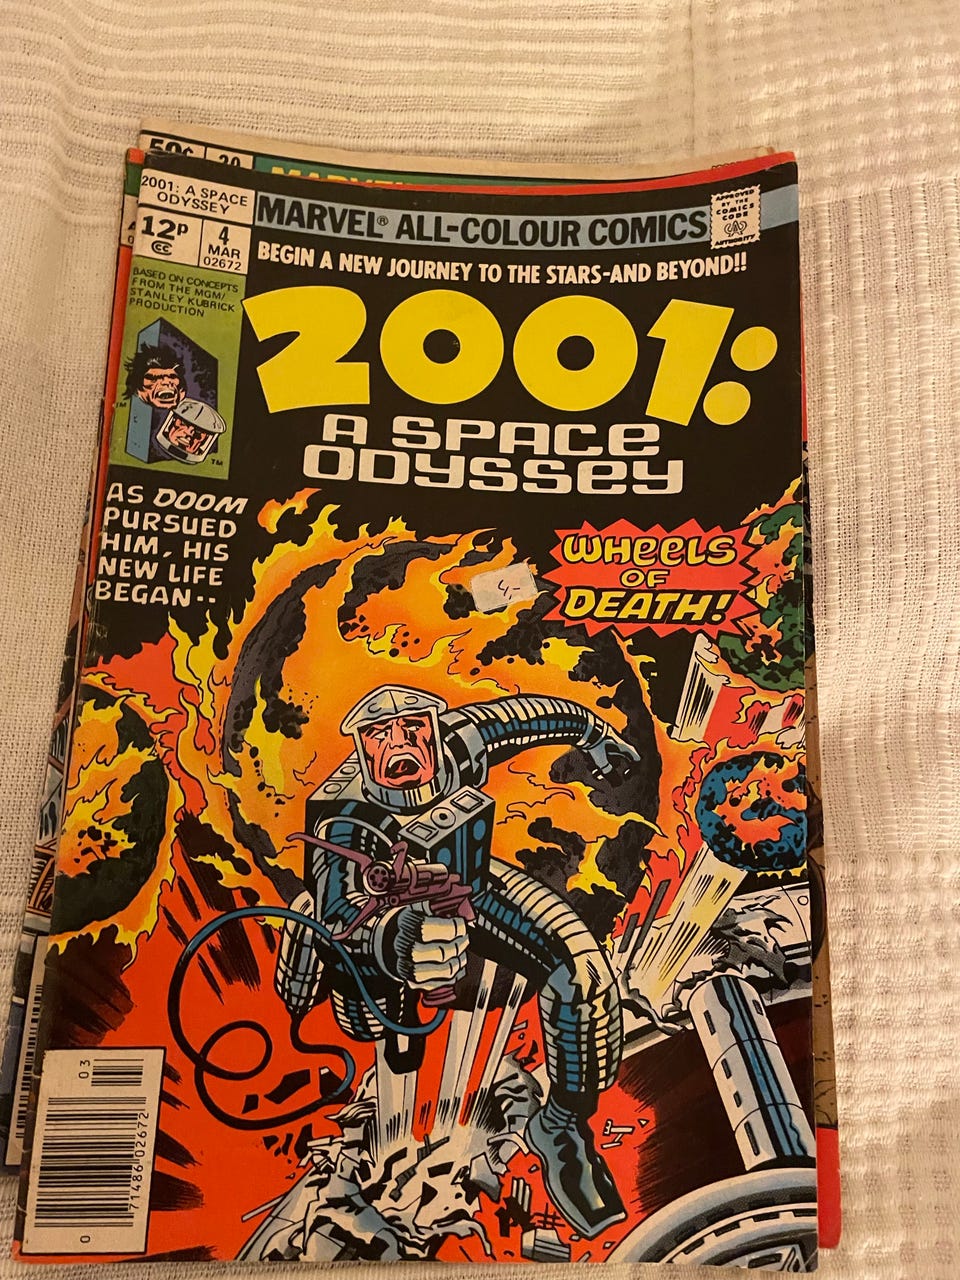 50¢ 20
2001: A SPACE
ODYSSEY
12P
CC
4
MAR
02672
MARVEL® ALL-COLOUR COMICS
APPROVED
BY THE
COMICS
CODE
CA
AUTHORITY
BEGIN A NEW JOURNEY TO THE STARS-AND BEYOND!!
BASED ON CONCEPTS
FROM THE MGM/
STANLEY KUBRICK
PRODUCTION
TM
TM
2001:
A SPACE
ODYSSEY
AS DOOM
PURSUED
HIM, HIS
NEW LIFE
BEGAN··
WHEELS
OF
DEATH!
03
0 71486 02672